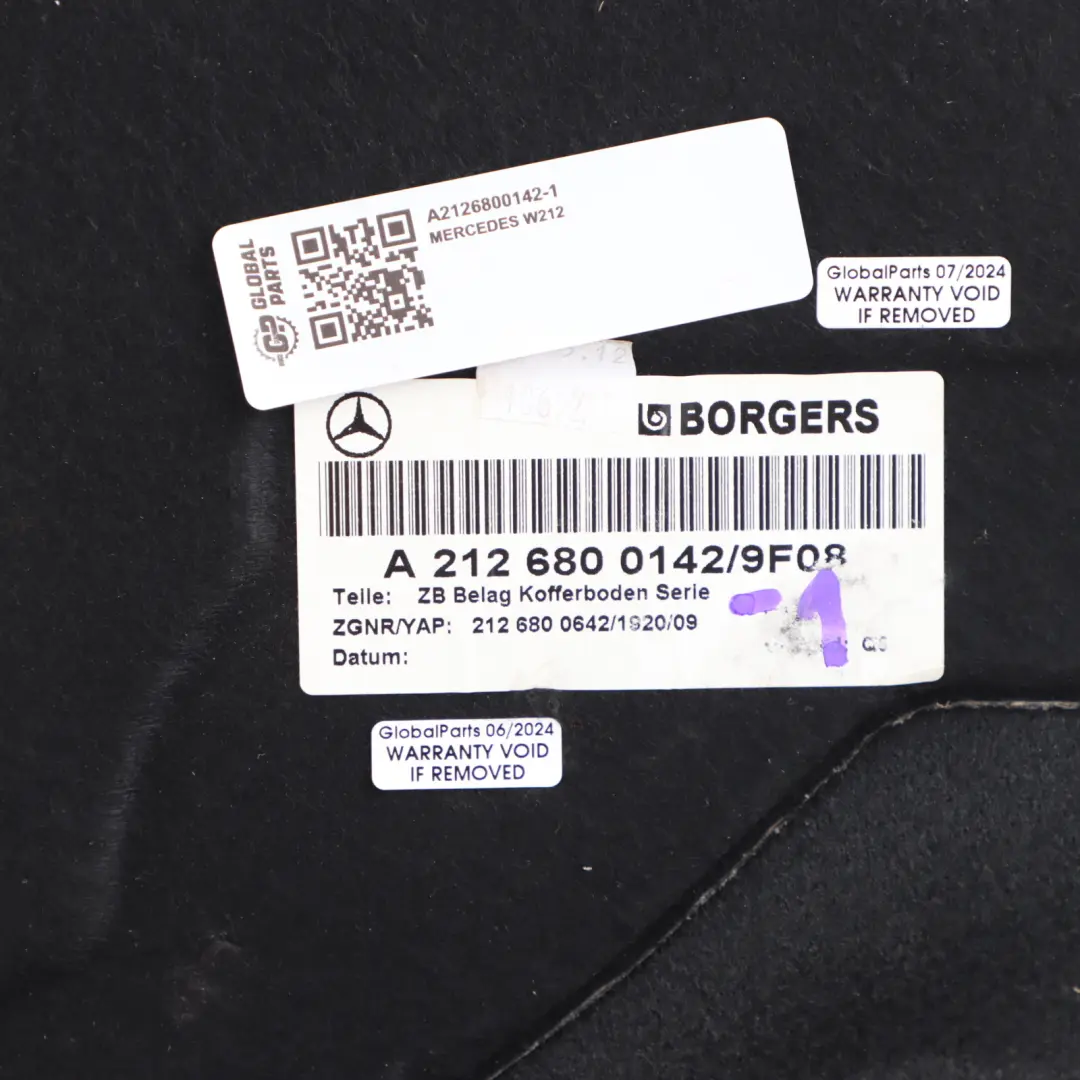 GLOBAL
PARTS
A2126800142-1
MERCEDES W212
GlobalParts 07/2024
WARRANTY VOID
IF REMOVED
BORGERS
A 212 680 0142/9F08
Teile: ZB Belag Kofferboden Serie
ZGNR/YAP: 212 680 0642/1920/09
Datum:
-1
GlobalParts 06/2024
WARRANTY VOID
IF REMOVED